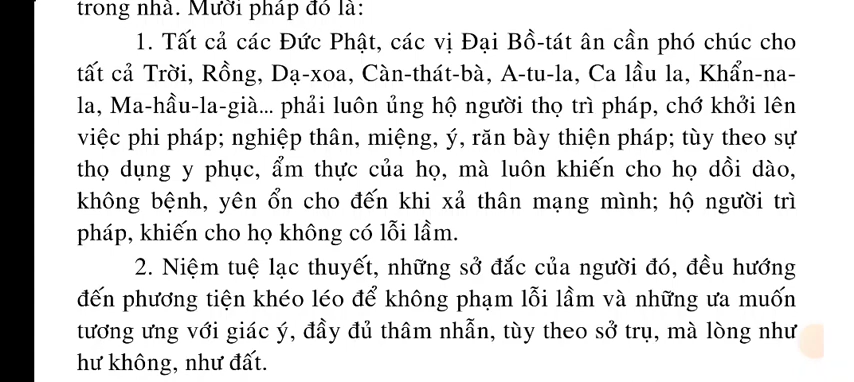 trong nhà. Mười pháp đó là:
1. Tất cả các Đức Phật, các vị Đại Bồ-tát ân cần phó chúc cho
tất cả Trời, Rồng, Dạ-xoa, Càn-thát-bà, A-tu-la, Ca lầu la, Khẩn-na-
la, Ma-hầu-la-già... phải luôn ủng hộ người thọ trì pháp, chớ khởi lên
việc phi pháp; nghiệp thân, miệng, ý, răn bày thiện pháp; tùy theo sự
thọ dụng y phục, ẩm thực của họ, mà luôn khiến cho họ dồi dào,
không bệnh, yên ổn cho đến khi xả thân mạng mình; hộ người trì
pháp, khiến cho họ không có lỗi lầm.
2. Niệm tuệ lạc thuyết, những sở đắc của người đó, đều hướng
đến phương tiện khéo léo để không phạm lỗi lầm và những ưa muốn
tương ưng với giác ý, đầy đủ thâm nhẫn, tùy theo sở trụ, mà lòng như
hư không, như đất.